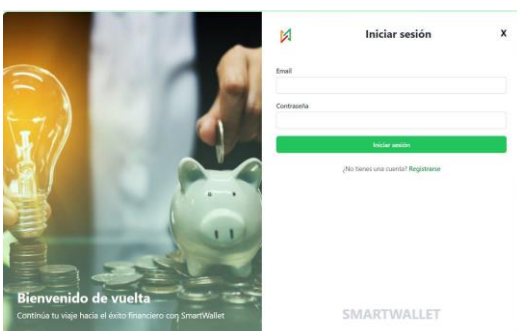 Iniciar sesión
X
Email
Contraseña
Iniciar sesión
¿No tienes una cuenta? Registrarse
SMARTWALLET
Bienvenido de vuelta
Continúa tu viaje hacia el éxito financiero con SmartWallet